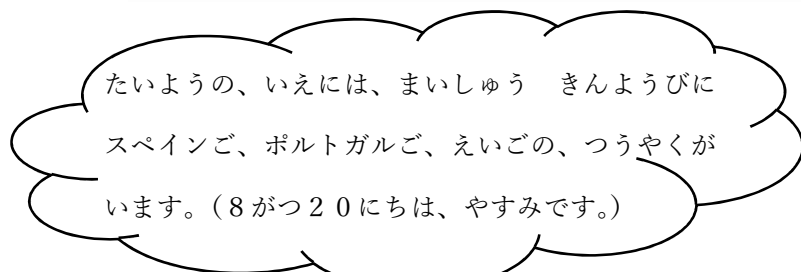 たいようの、いえには、まいしゅう　きんようびに
スペインご、ポルトガルご、えいごの、つうやくが
います。（８がつ２０にちは、やすみです。）